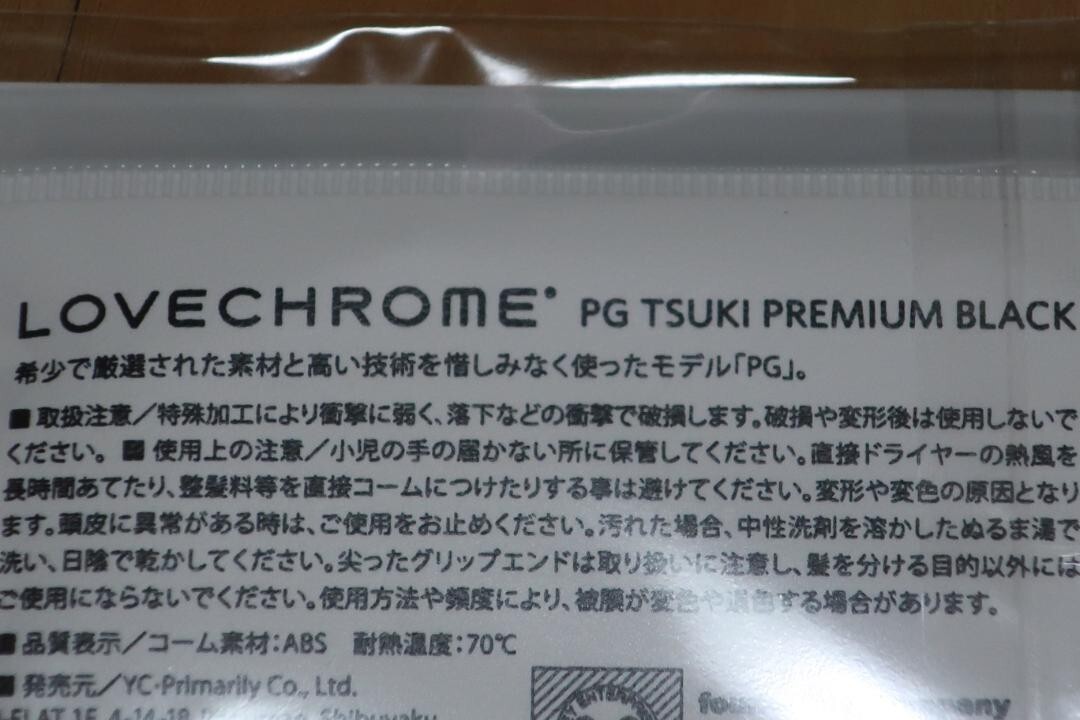 LOVECHROME® PG TSUKI PREMIUM BLACK
希少で厳選された素材と高い技術を惜しみなく使ったモデル「PG」。
■ 取扱注意／特殊加工により衝撃に弱く、落下などの衝撃で破損します。破損や変形後は使用しないで
ください。 ■ 使用上の注意／小児の手の届かない所に保管してください。直接ドライヤーの熱風を
長時間あてたり、整髪料等を直接コームにつけたりする事は避けてください。変形や変色の原因となり
ます。頭皮に異常がある時は、ご使用をお止めください。汚れた場合、中性洗剤を溶かしたぬるま湯で
洗い、日陰で乾かしてください。尖ったグリップエンドは取り扱いに注意し、髪を分ける目的以外には
ご使用にならないでください。使用方法や頻度により、被膜が変色や退色する場合があります。
■ 品質表示／コーム素材：ABS 耐熱温度：70℃
■ 発売元／YC・Primarily Co., Ltd.
FLAT 1F, 4-14-18, Shibuyaku